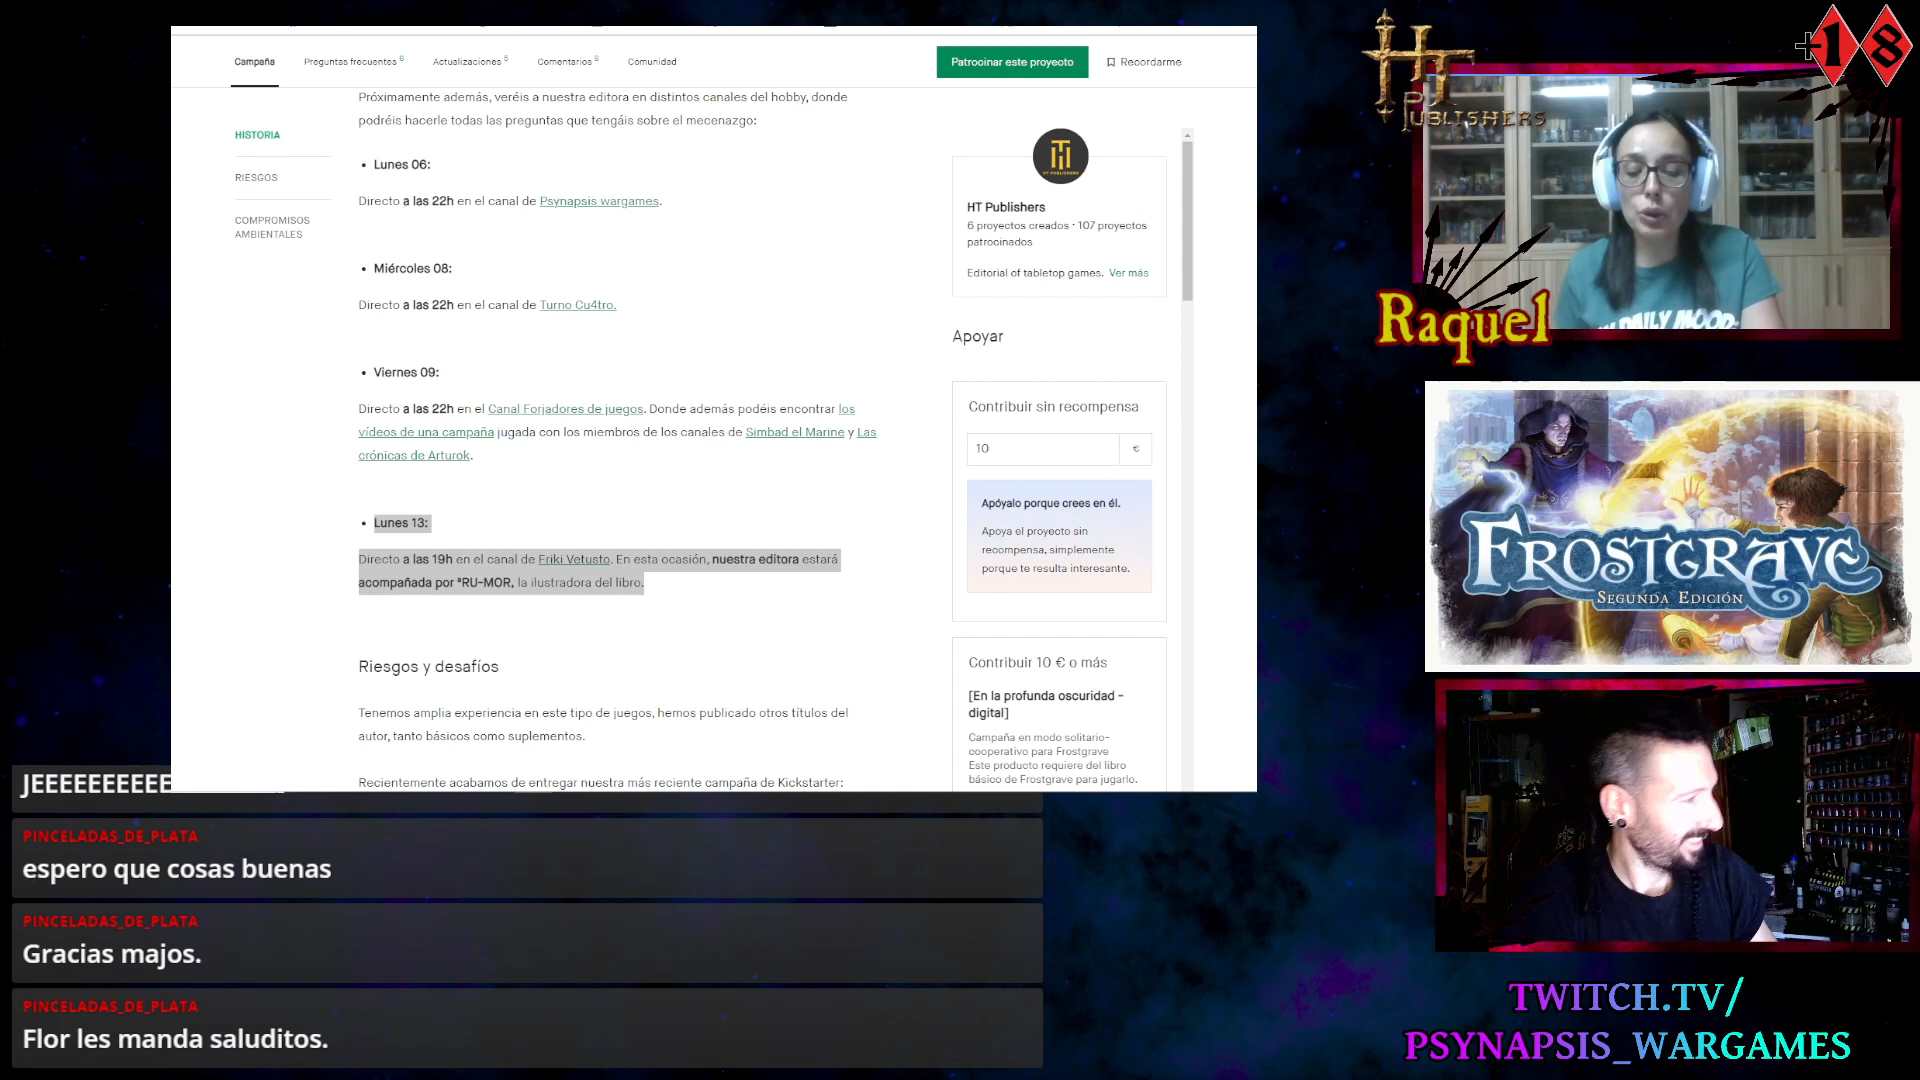 Campaña
Preguntas frecuentes 6
Actualizaciones 5
Comentarios 8
Comunidad
Patrocinar este proyecto
Recordarme
HISTORIA
RIESGOS
COMPROMISOS
AMBIENTALES
Próximamente además, veréis a nuestra editora en distintos canales del hobby, donde
podréis hacerle todas las preguntas que tengáis sobre el mecenazgo:
• Lunes 06:
Directo a las 22h en el canal de Psynapsis wargames.
• Miércoles 08:
Directo a las 22h en el canal de Turno Cu4tro.
• Viernes 09:
Directo a las 22h en el Canal Forjadores de juegos. Donde además podéis encontrar los
vídeos de una campaña jugada con los miembros de los canales de Simbad el Marine y Las
crónicas de Arturok.
• Lunes 13:
Directo a las 19h en el canal de Friki Vetusto. En esta ocasión, nuestra editora estará
acompañada por ªRU-MOR, la ilustradora del libro.
Riesgos y desafíos
Tenemos amplia experiencia en este tipo de juegos, hemos publicado otros títulos del
autor, tanto básicos como suplementos.
Recientemente acabamos de entregar nuestra más reciente campaña de Kickstarter:
HT PUBLISHERS
HT Publishers
6 proyectos creados · 107 proyectos
patrocinados
Editorial of tabletop games. Ver más
Apoyar
Contribuir sin recompensa
10 €
Apóyalo porque crees en él.
Apoya el proyecto sin
recompensa, simplemente
porque te resulta interesante.
Contribuir 10 € o más
[En la profunda oscuridad -
digital]
Campaña en modo solitario-
cooperativo para Frostgrave
Este producto requiere del libro
básico de Frostgrave para jugarlo.
JEEEEEEEEEE
PINCELADAS_DE_PLATA
espero que cosas buenas
PINCELADAS_DE_PLATA
Gracias majos.
PINCELADAS_DE_PLATA
Flor les manda saluditos.
HT
PUBLISHERS
+18
DAILY MOOD:
Raquel
FROSTGRAVE
SEGUNDA EDICIÓN
TWITCH.TV/
PSYNAPSIS_WARGAMES